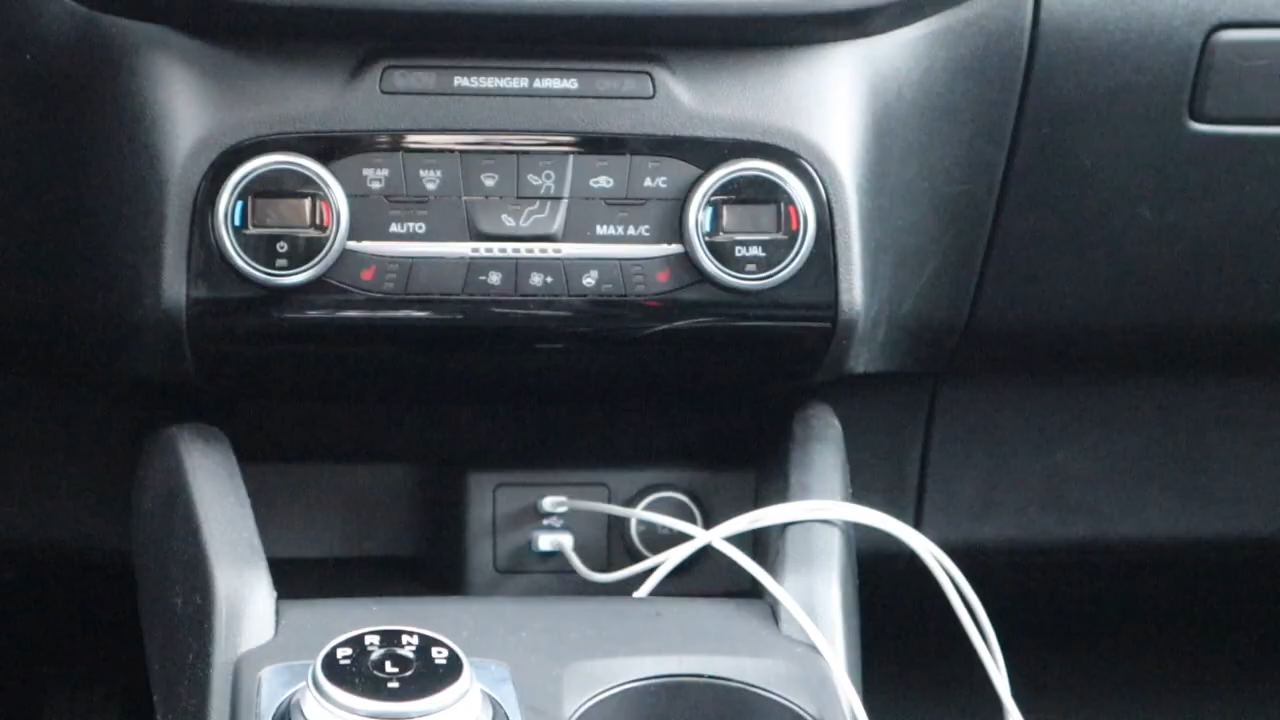 PASSENGER AIRBAG
REAR
MAX
A/C
AUTO
MAX A/C
DUAL
- +
P R N D
L